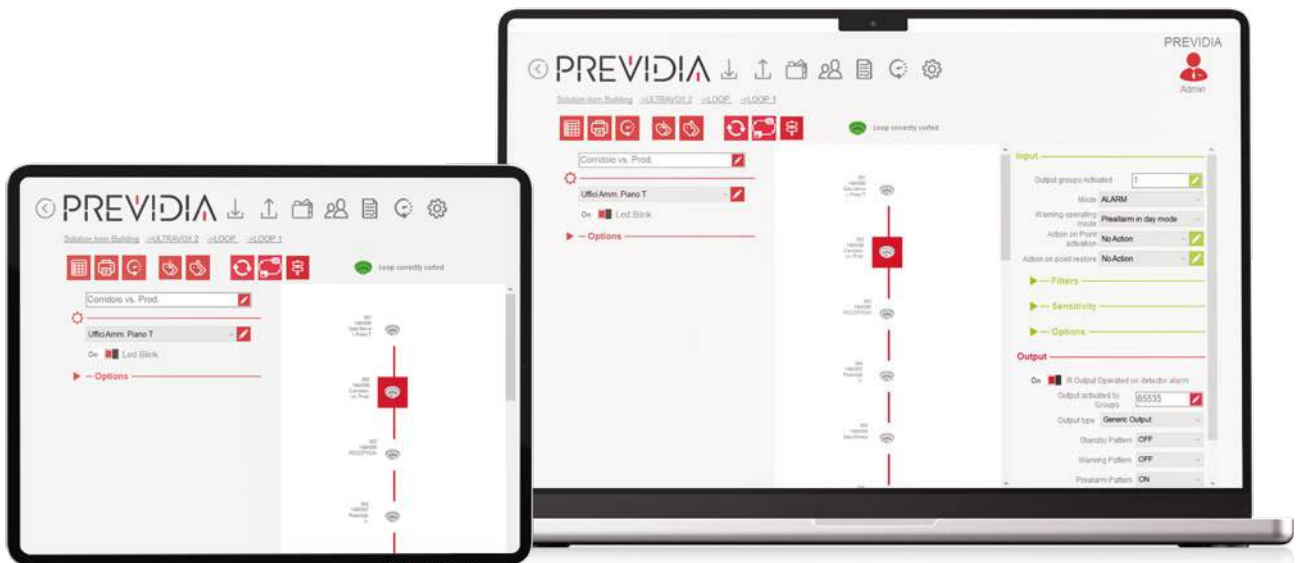 PREVIDIA
Solution from Building ->ULTRAVOX 2 ->LOOP ->LOOP 1
Loop correctly sorted
Corridoio vs. Prod.
Uffici Amm. Piano T
On Led Blink
Options
RECEPTION
PREVIDIA
Admin
PREVIDIA
Solution from Building ->ULTRAVOX 2 ->LOOP ->LOOP 1
Loop correctly sorted
Corridoio vs. Prod.
Uffici Amm. Piano T
On Led Blink
Options
RECEPTION
Input
Output groups Activated 1
Mode ALARM
Warning operating mode Preallarm in day mode
Action on Point activation No Action
Action on point restore No Action
Filters
Sensitivity
Options
Output
On R Output Operated on detector alarm
Output activated by Groups 65535
Output type Generic Output
Standby Pattern OFF
Warning Pattern OFF
Prealarm Pattern ON